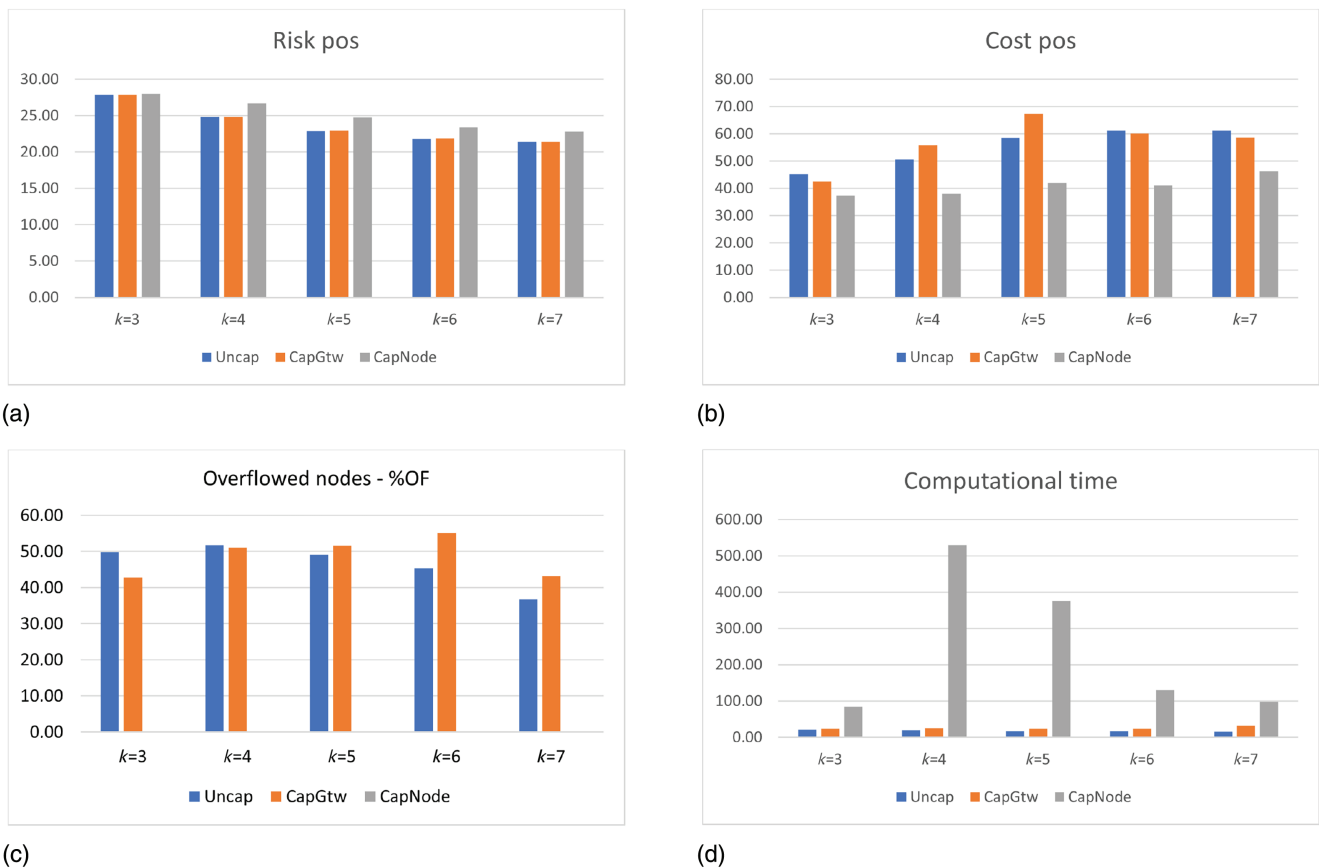 Risk pos
30.00
25.00
20.00
15.00
10.00
5.00
0.00
k=3 k=4 k=5 k=6 k=7
Uncap CapGtw CapNode
(a)
Cost pos
80.00
70.00
60.00
50.00
40.00
30.00
20.00
10.00
0.00
k=3 k=4 k=5 k=6 k=7
Uncap CapGtw CapNode
(b)
Overflowed nodes - %OF
60.00
50.00
40.00
30.00
20.00
10.00
0.00
k=3 k=4 k=5 k=6 k=7
Uncap CapGtw CapNode
(c)
Computational time
600.00
500.00
400.00
300.00
200.00
100.00
0.00
k=3 k=4 k=5 k=6 k=7
Uncap CapGtw CapNode
(d)